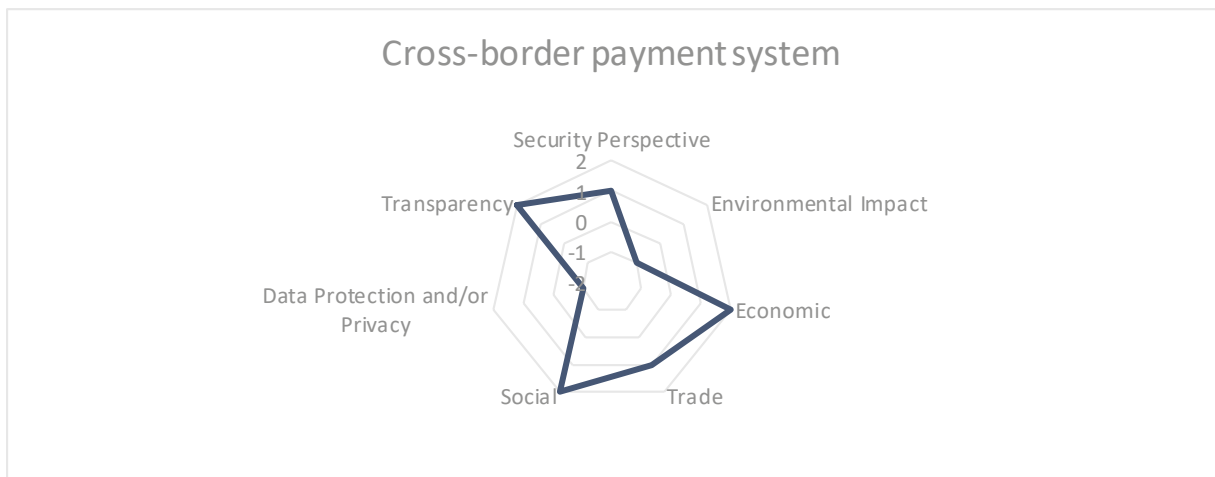 Cross-border payment system
Security Perspective
2
Transparency
1
Environmental Impact
0
-1
-2
Data Protection and/or
Privacy
Economic
Social
Trade